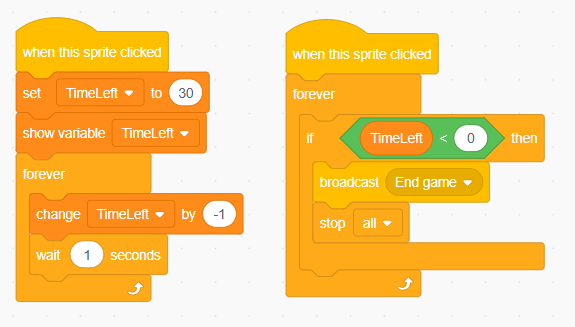 when this sprite clicked
set TimeLeft to 30
show variable TimeLeft
forever
change TimeLeft by -1
wait 1 seconds
when this sprite clicked
forever
if TimeLeft < 0 then
broadcast End game
stop all